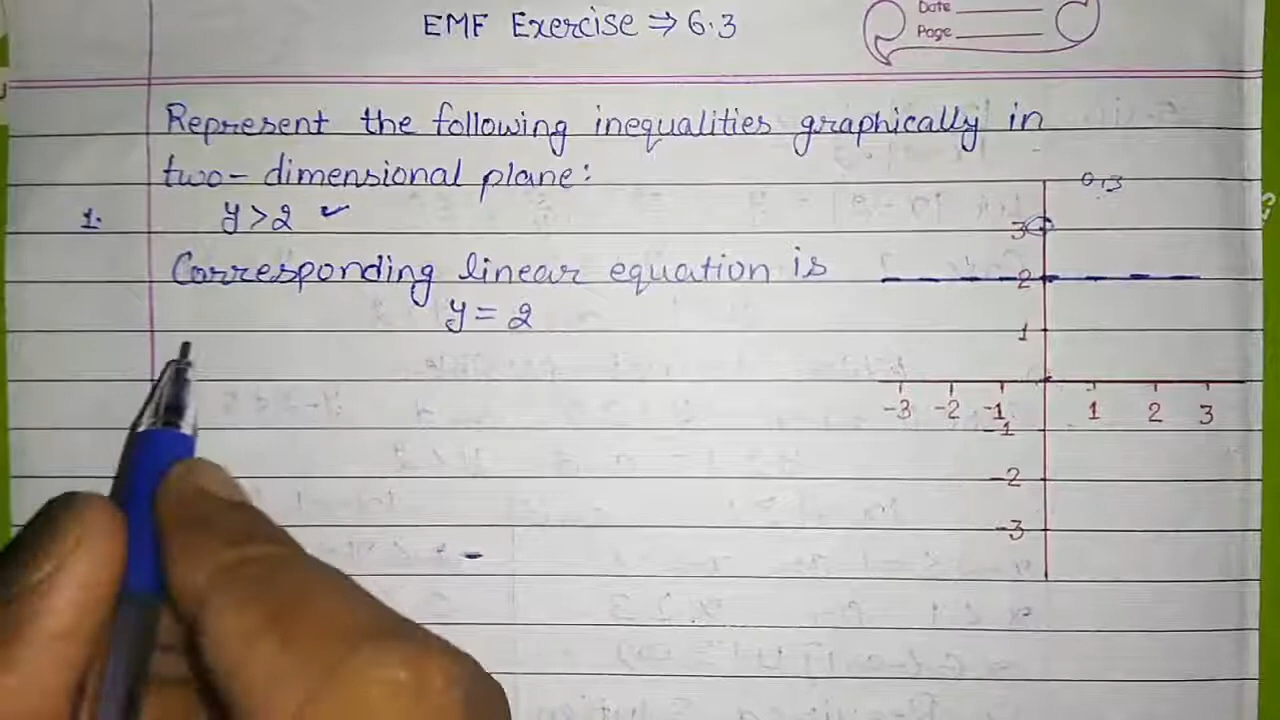 Date
Page
EMF Exercise ⇒ 6.3
Represent the following inequalities graphically in
two-dimensional plane:
1. y > 2 ✓
Corresponding linear equation is
y = 2
0,3
3
2
1
-3 -2 -1 1 2 3
-1
-2
-3